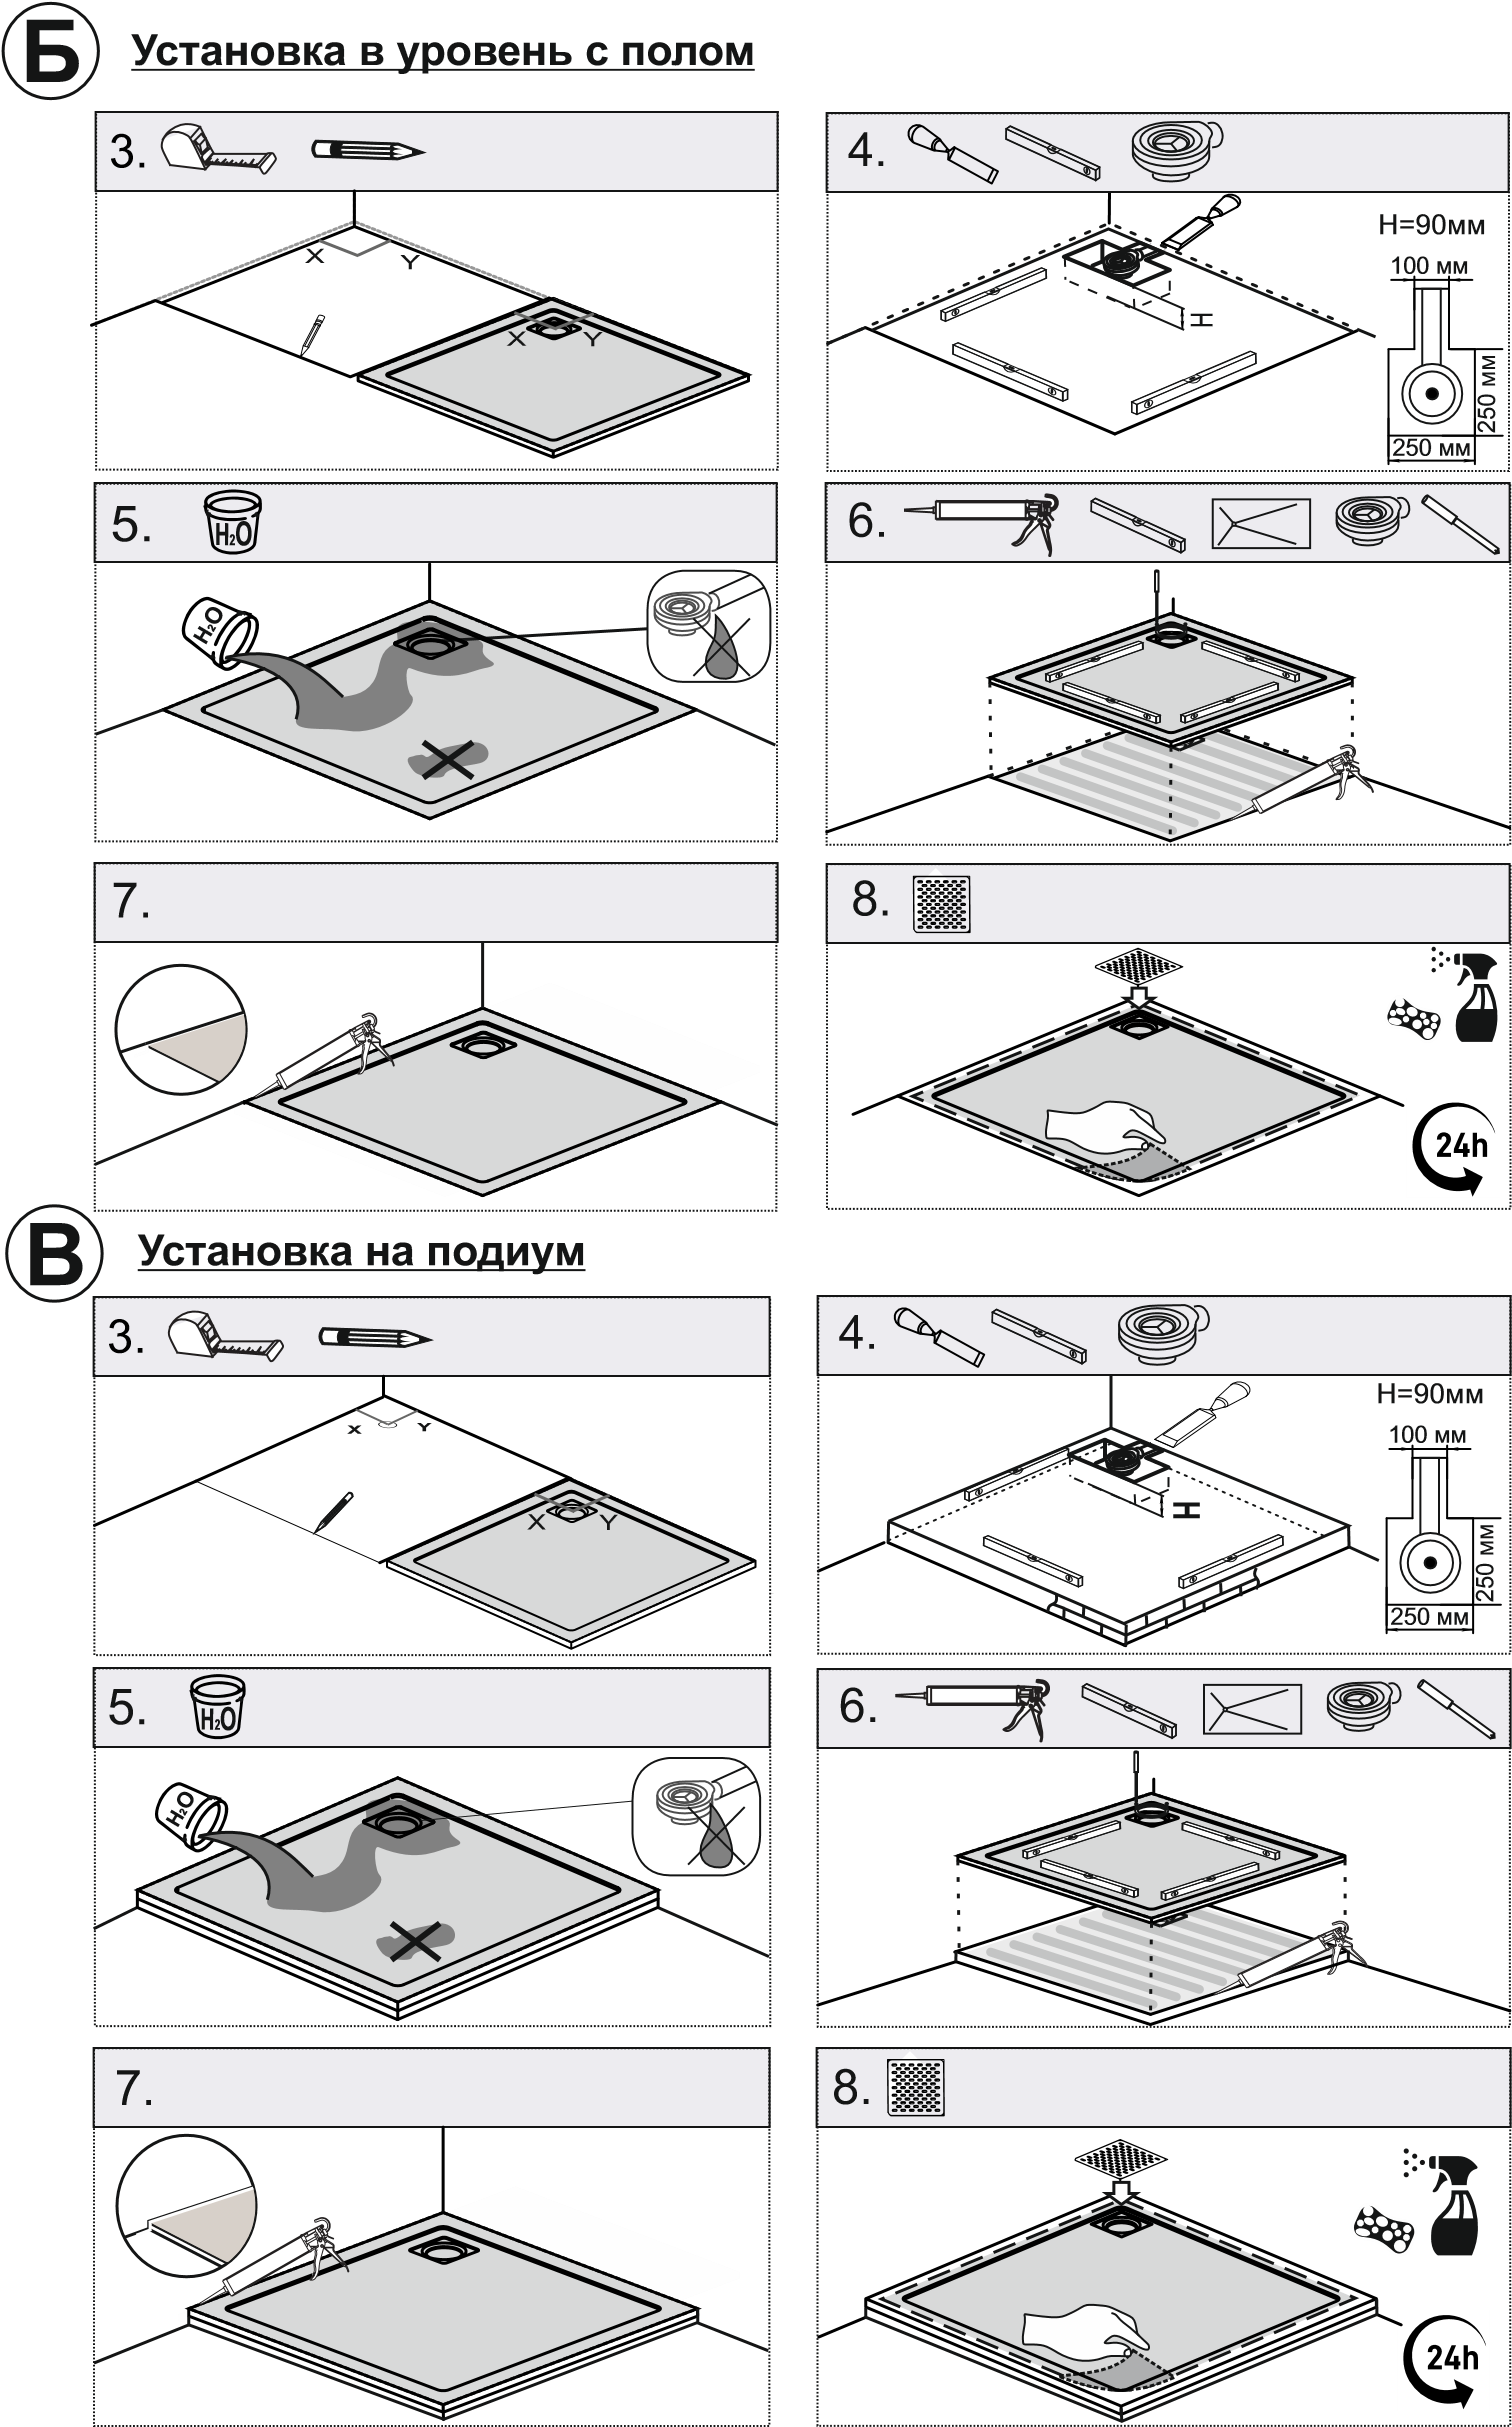 Б
Установка в уровень с полом
3.
X
Y
X
Y
4.
H=90мм
100 мм
H
250 мм
250 мм
5.
H2O
H2O
6.
7.
8.
24h
В
Установка на подиум
3.
X
Y
X
Y
4.
H=90мм
100 мм
H
250 мм
250 мм
5.
H2O
H2O
6.
7.
8.
24h